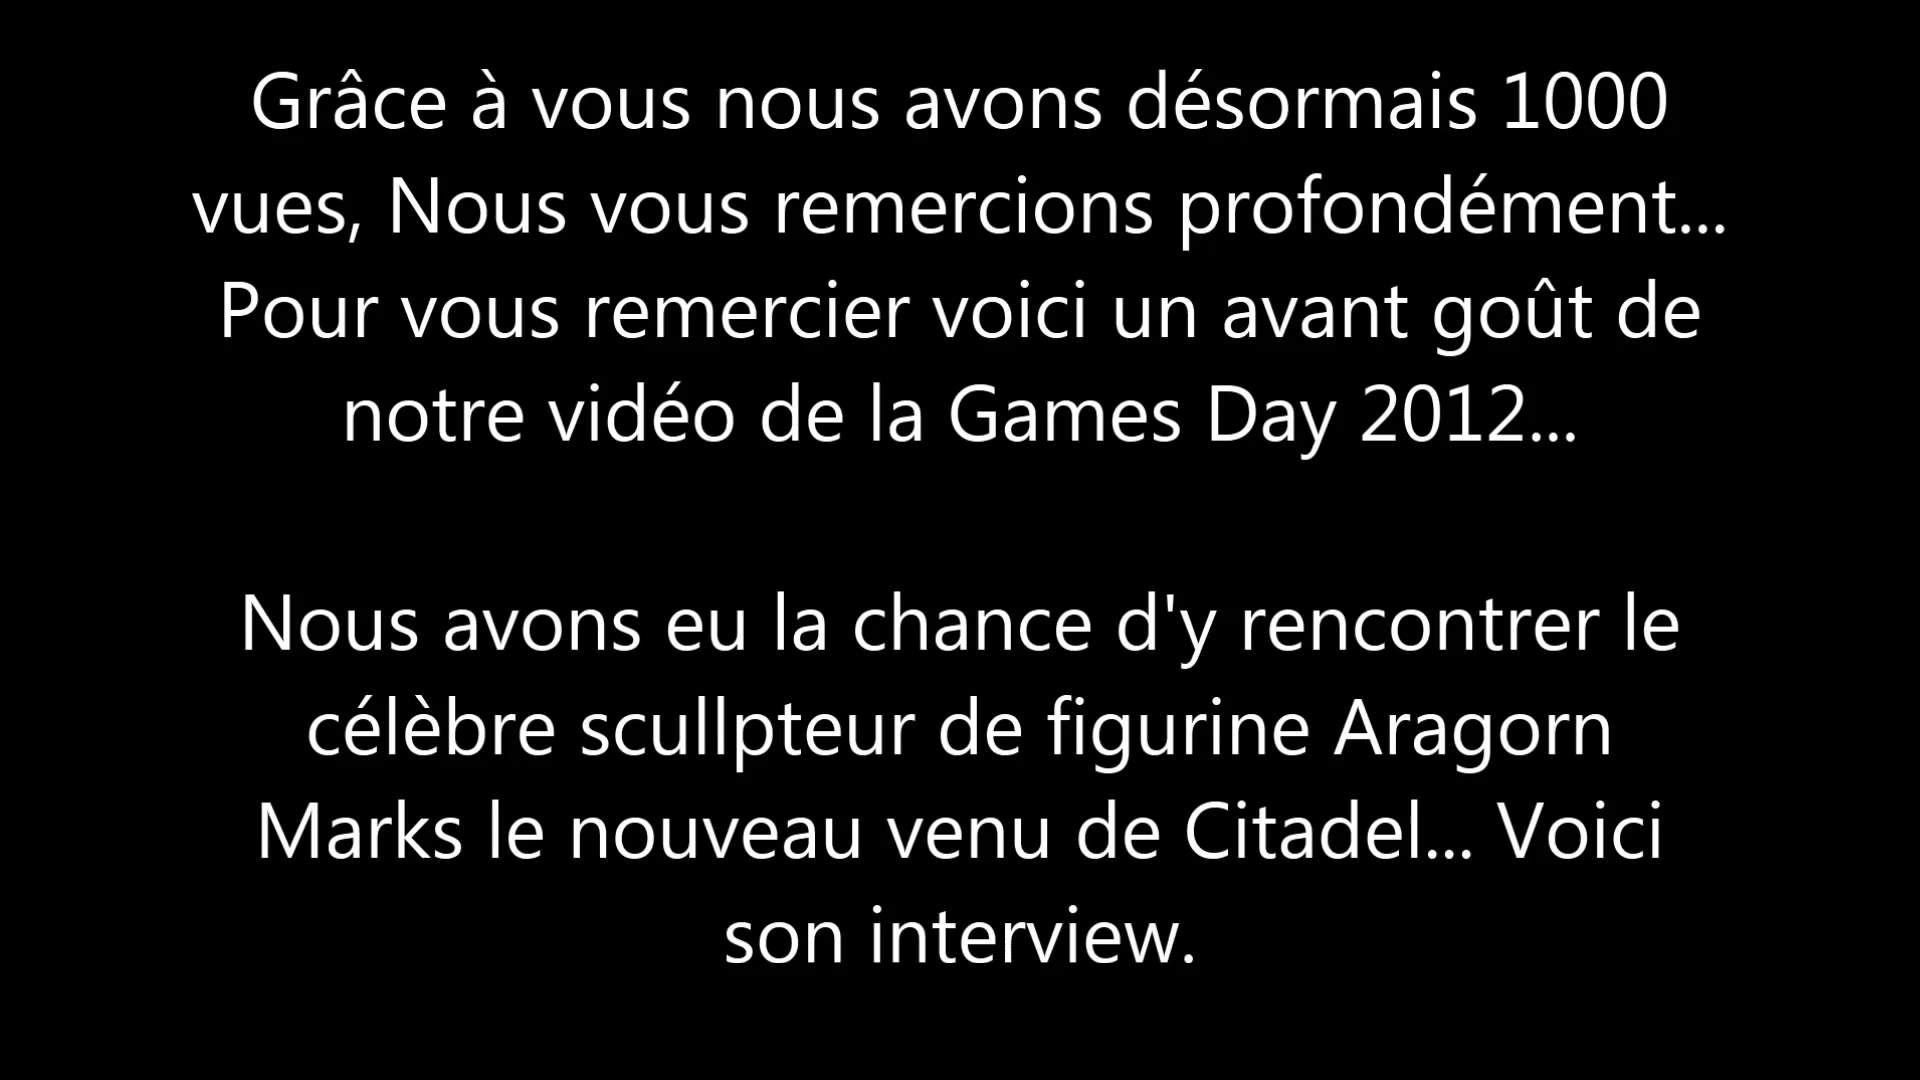 Grâce à vous nous avons désormais 1000
vues, Nous vous remercions profondément...
Pour vous remercier voici un avant goût de
notre vidéo de la Games Day 2012...
Nous avons eu la chance d'y rencontrer le
célèbre scullpteur de figurine Aragorn
Marks le nouveau venu de Citadel... Voici
son interview.